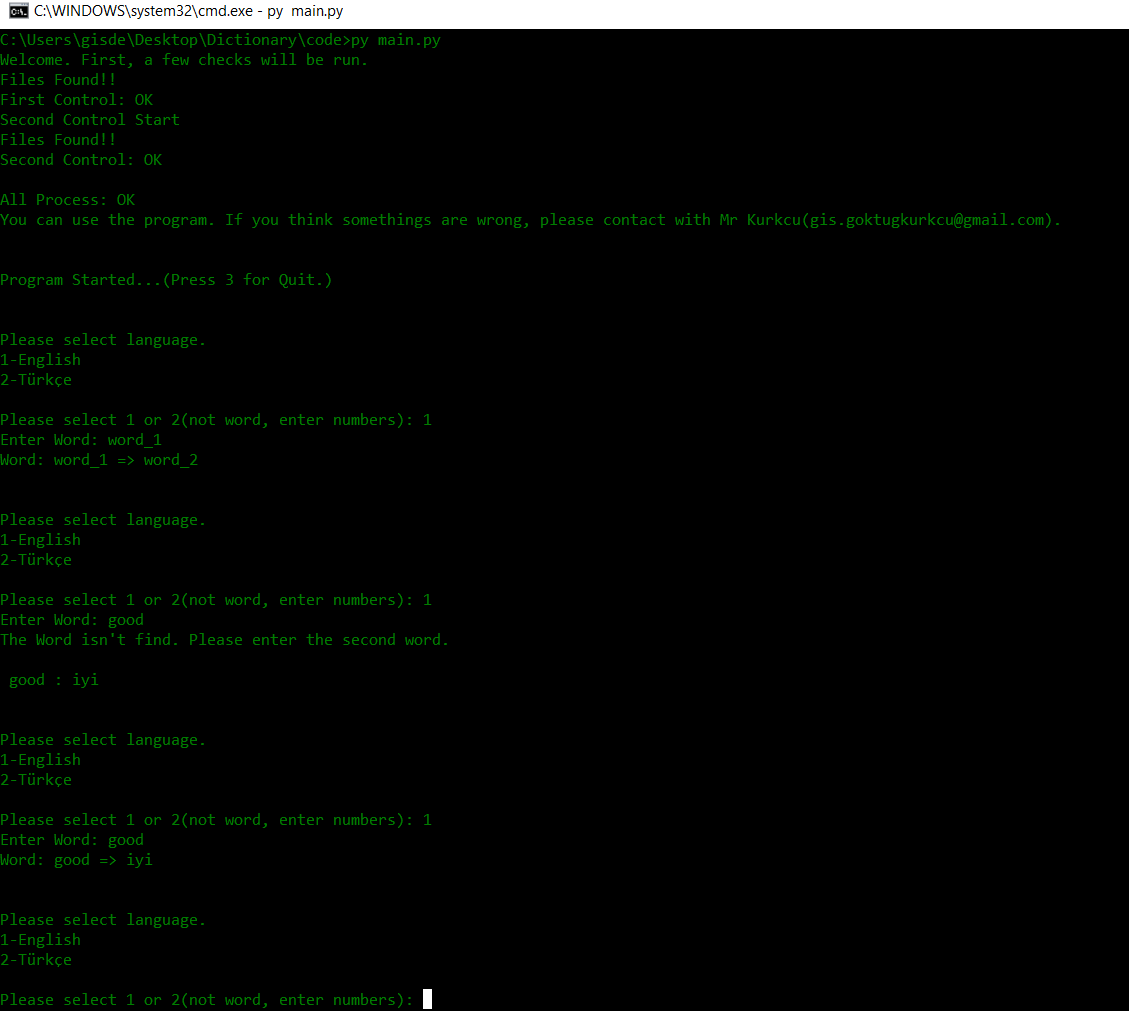 C:\WINDOWS\system32\cmd.exe - py  main.py
C:\Users\gisde\Desktop\Dictionary\code>py main.py
Welcome. First, a few checks will be run.
Files Found!!
First Control: OK
Second Control Start
Files Found!!
Second Control: OK
All Process: OK
You can use the program. If you think somethings are wrong, please contact with Mr Kurkcu(gis.goktugkurkcu@gmail.com).
Program Started...(Press 3 for Quit.)
Please select language.
1-English
2-Türkçe
Please select 1 or 2(not word, enter numbers): 1
Enter Word: word_1
Word: word_1 => word_2
Please select language.
1-English
2-Türkçe
Please select 1 or 2(not word, enter numbers): 1
Enter Word: good
The Word isn't find. Please enter the second word.
good : iyi
Please select language.
1-English
2-Türkçe
Please select 1 or 2(not word, enter numbers): 1
Enter Word: good
Word: good => iyi
Please select language.
1-English
2-Türkçe
Please select 1 or 2(not word, enter numbers):